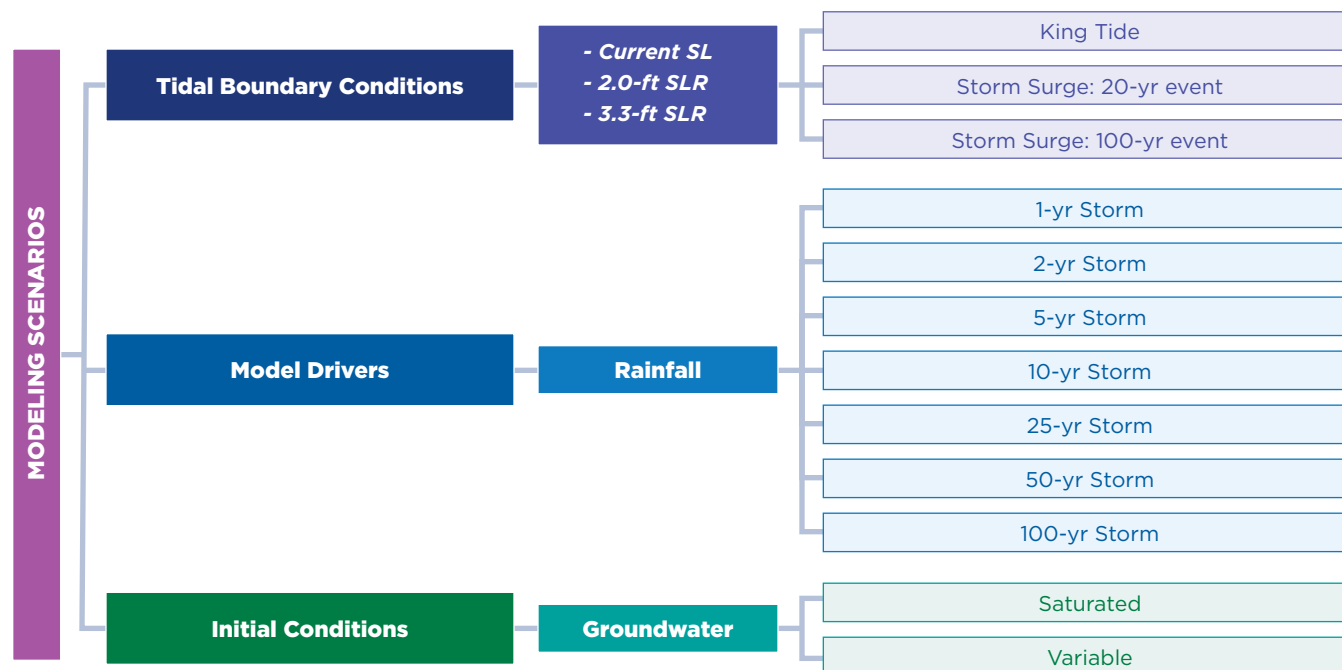 MODELING SCENARIOS
Tidal Boundary Conditions
- Current SL
- 2.0-ft SLR
- 3.3-ft SLR
King Tide
Storm Surge: 20-yr event
Storm Surge: 100-yr event
Model Drivers
Rainfall
1-yr Storm
2-yr Storm
5-yr Storm
10-yr Storm
25-yr Storm
50-yr Storm
100-yr Storm
Initial Conditions
Groundwater
Saturated
Variable